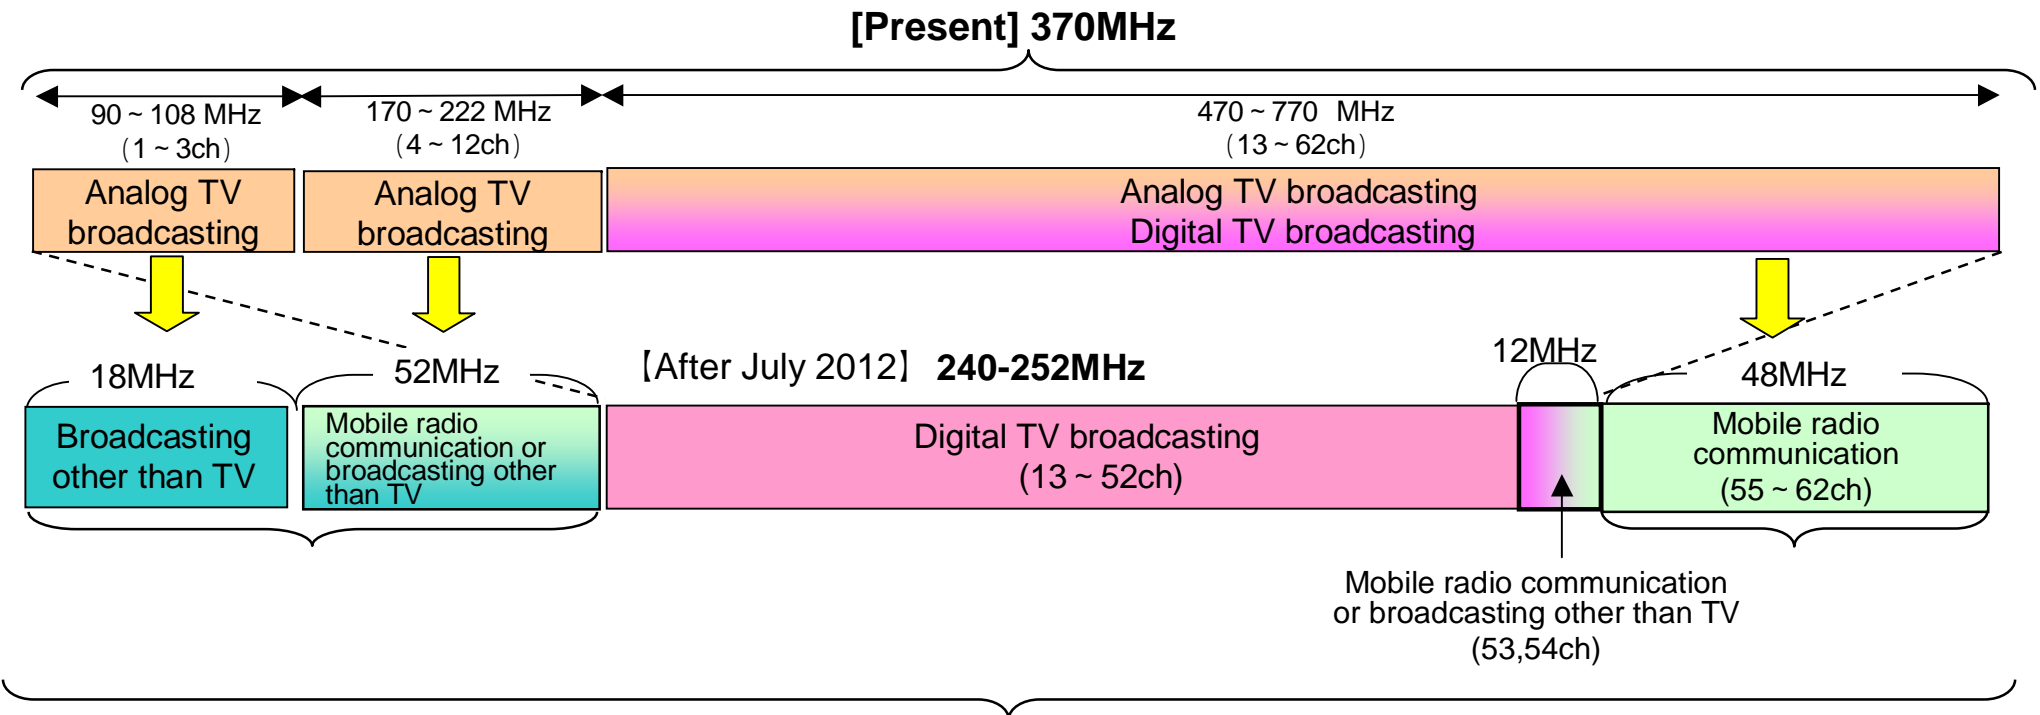 [Present] 370MHz
90 ~ 108 MHz
(1 ~ 3ch)
170 ~ 222 MHz
(4 ~ 12ch)
470 ~ 770 MHz
(13 ~ 62ch)
Analog TV
broadcasting
Analog TV
broadcasting
Analog TV broadcasting
Digital TV broadcasting
18MHz
52MHz
【After July 2012】 240-252MHz
12MHz
48MHz
Broadcasting
other than TV
Mobile radio
communication or
broadcasting other
than TV
Digital TV broadcasting
(13 ~ 52ch)
Mobile radio
communication
(55 ~ 62ch)
Mobile radio communication
or broadcasting other than TV
(53,54ch)